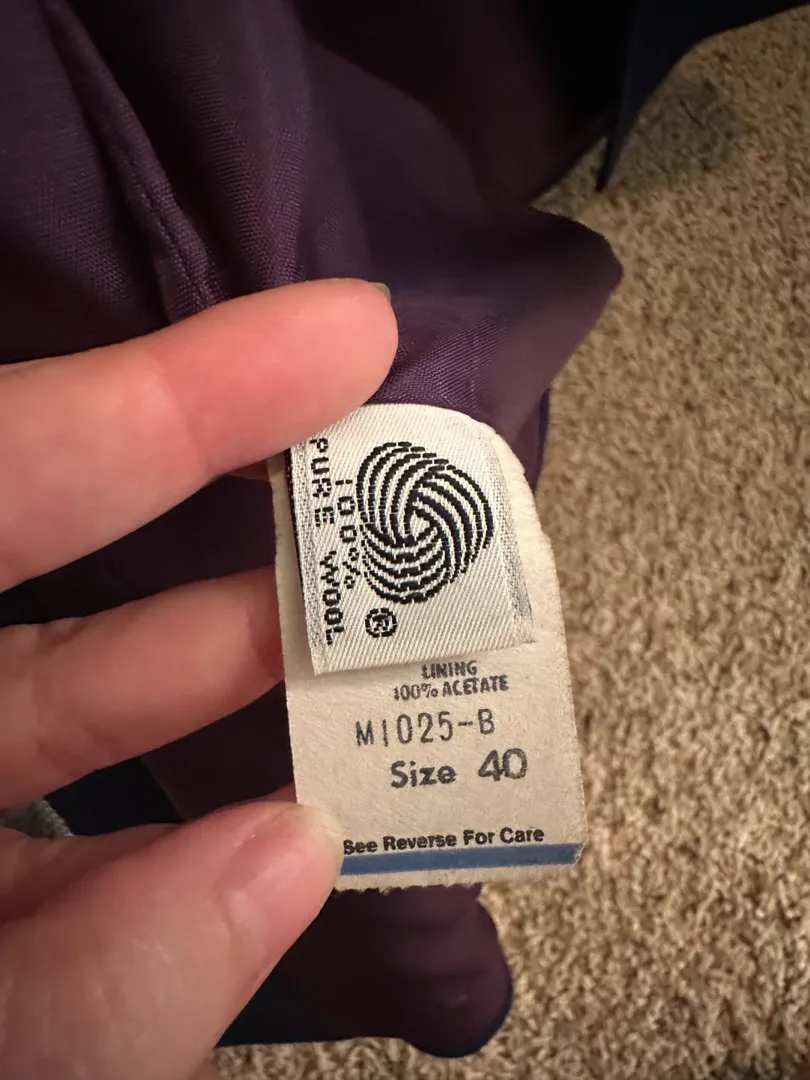 100%
PURE WOOL
®
LINING
100% ACETATE
M1025-B
Size 40
See Reverse For Care